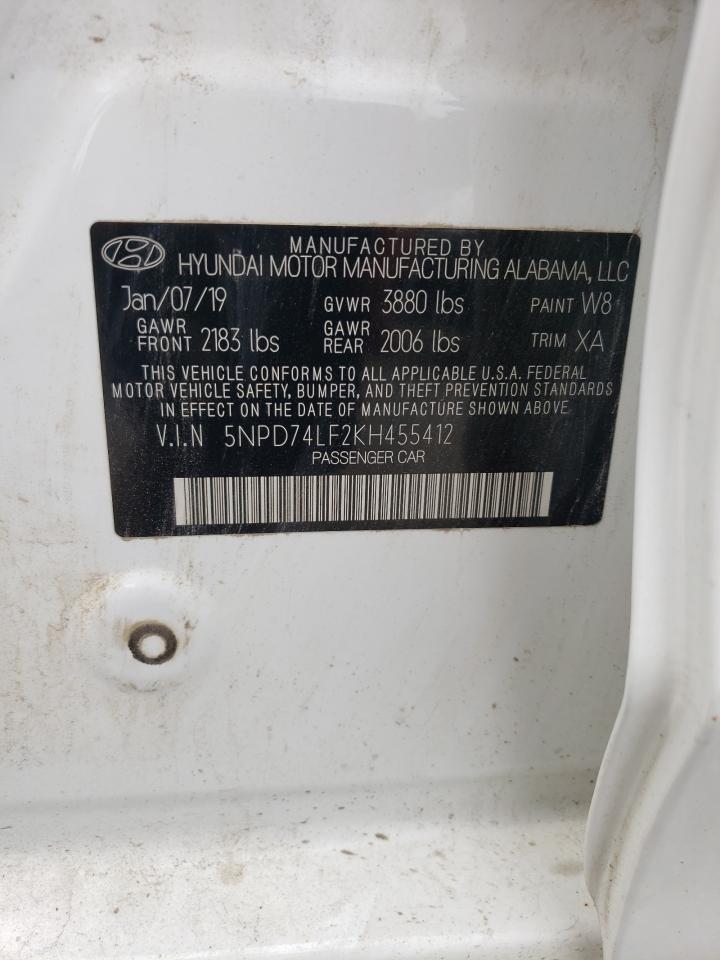 MANUFACTURED BY
HYUNDAI MOTOR MANUFACTURING ALABAMA, LLC
Jan/07/19 GVWR 3880 lbs PAINT W8
GAWR FRONT 2183 lbs GAWR REAR 2006 lbs TRIM XA
THIS VEHICLE CONFORMS TO ALL APPLICABLE U.S.A. FEDERAL
MOTOR VEHICLE SAFETY, BUMPER, AND THEFT PREVENTION STANDARDS
IN EFFECT ON THE DATE OF MANUFACTURE SHOWN ABOVE.
V.I.N 5NPD74LF2KH455412
PASSENGER CAR